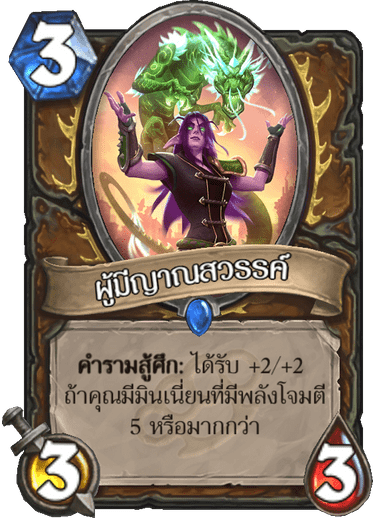 3
ผู้มีญาณสวรรค์
คำรามสู้ศึก: ได้รับ +2/+2
ถ้าคุณมีมินเนี่ยนที่มีพลังโจมตี
5 หรือมากกว่า
3
3